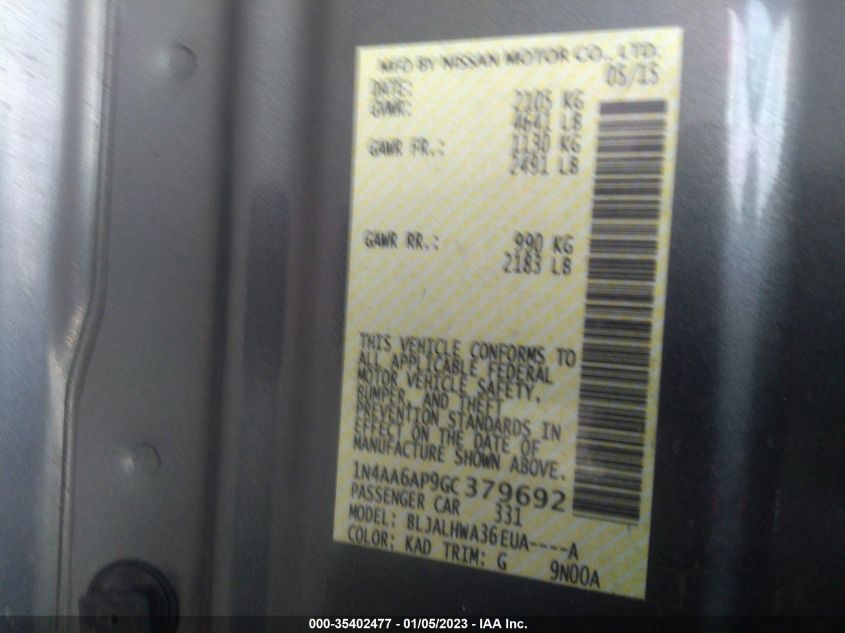 MFD BY NISSAN MOTOR CO., LTD.
DATE: 05/15
GVWR: 2105 KG
4641 LB
GAWR FR.: 1130 KG
2491 LB
GAWR RR.: 990 KG
2183 LB
THIS VEHICLE CONFORMS TO
ALL APPLICABLE FEDERAL
MOTOR VEHICLE SAFETY,
BUMPER, AND THEFT
PREVENTION STANDARDS IN
EFFECT ON THE DATE OF
MANUFACTURE SHOWN ABOVE.
1N4AA6AP9GC379692
PASSENGER CAR 331
MODEL: BLJALHWA36EUA----A
COLOR: KAD TRIM: G 9N00A
000-35402477 - 01/05/2023 - IAA Inc.